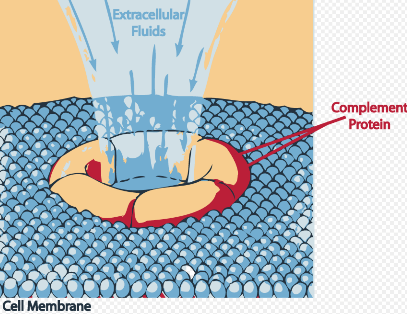 Extracellular
Fluids
Complement
Protein
Cell Membrane